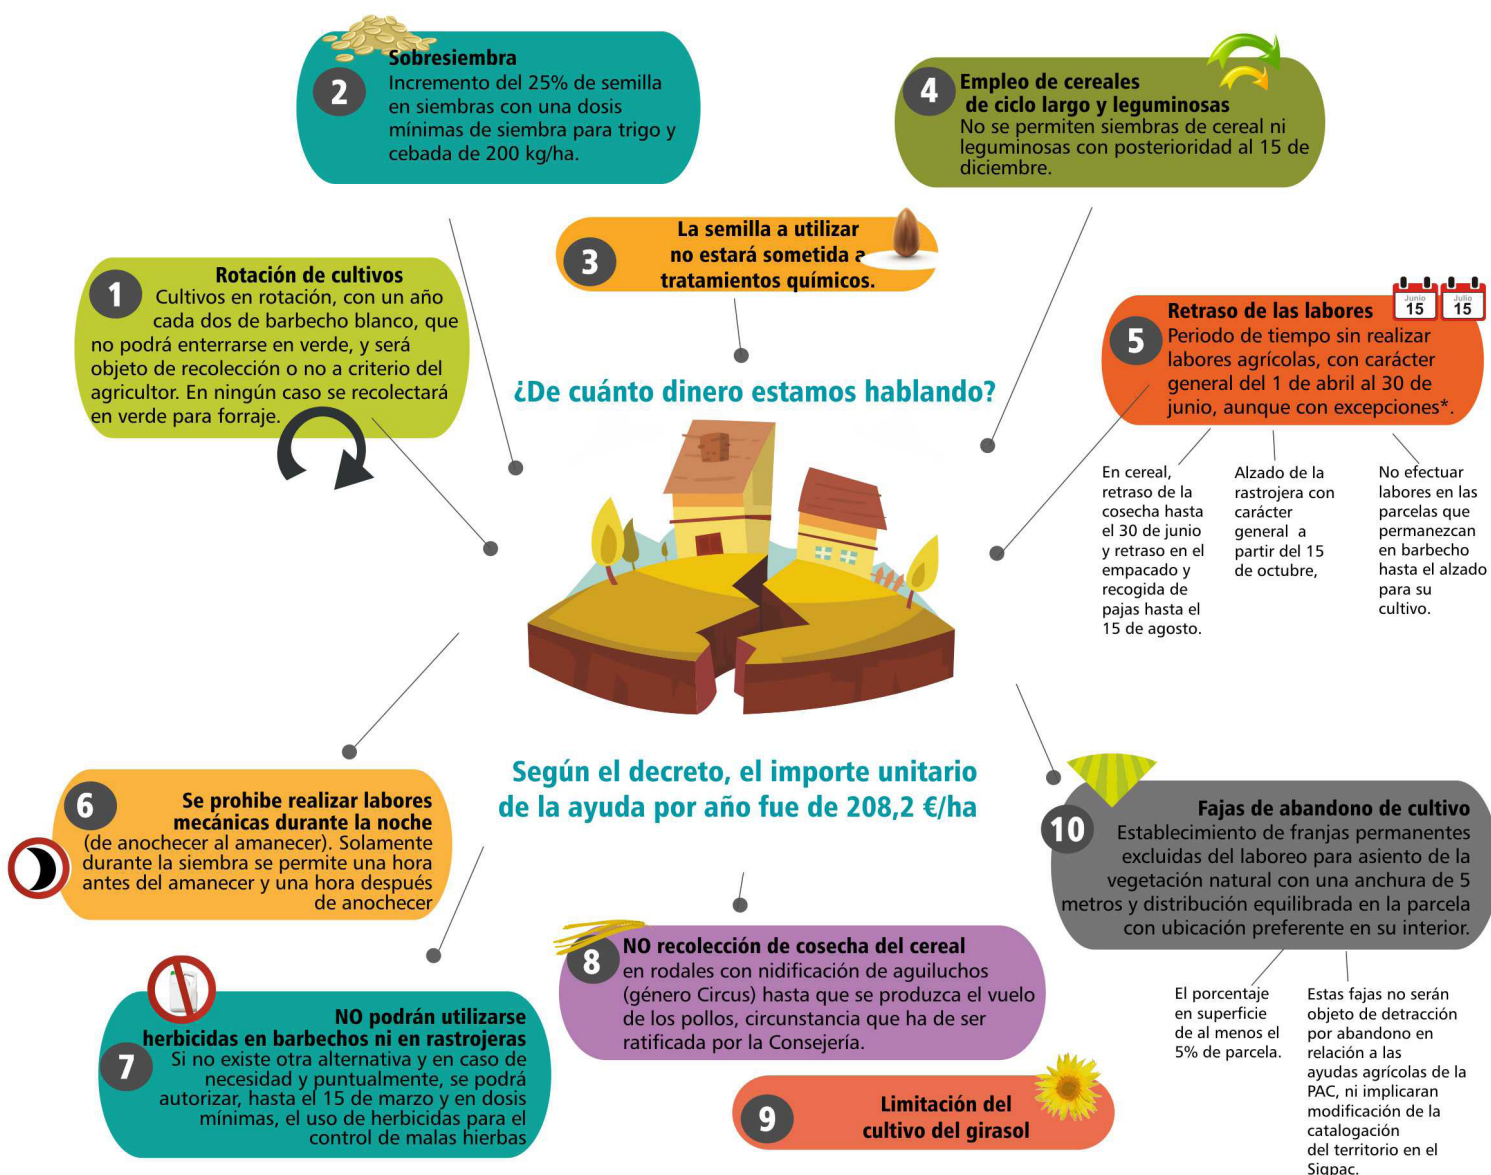 2
Sobresiembra
Incremento del 25% de semilla
en siembras con una dosis
mínimas de siembra para trigo y
cebada de 200 kg/ha.
4
Empleo de cereales
de ciclo largo y leguminosas
No se permiten siembras de cereal ni
leguminosas con posterioridad al 15 de
diciembre.
3
La semilla a utilizar
no estará sometida a
tratamientos químicos.
1
Rotación de cultivos
Cultivos en rotación, con un año
cada dos de barbecho blanco, que
no podrá enterrarse en verde, y será
objeto de recolección o no a criterio del
agricultor. En ningún caso se recolectará
en verde para forraje.
Junio
15
Julio
15
5
Retraso de las labores
Periodo de tiempo sin realizar
labores agrícolas, con carácter
general del 1 de abril al 30 de
junio, aunque con excepciones*.
En cereal,
retraso de la
cosecha hasta
el 30 de junio
y retraso en el
empacado y
recogida de
pajas hasta el
15 de agosto.
Alzado de la
rastrojera con
carácter
general a
partir del 15
de octubre,
No efectuar
labores en las
parcelas que
permanezcan
en barbecho
hasta el alzado
para su
cultivo.
¿De cuánto dinero estamos hablando?
Según el decreto, el importe unitario
de la ayuda por año fue de 208,2 €/ha
6
Se prohibe realizar labores
mecánicas durante la noche
(de anochecer al amanecer). Solamente
durante la siembra se permite una hora
antes del amanecer y una hora después
de anochecer
7
NO podrán utilizarse
herbicidas en barbechos ni en rastrojeras
Si no existe otra alternativa y en caso de
necesidad y puntualmente, se podrá
autorizar, hasta el 15 de marzo y en dosis
mínimas, el uso de herbicidas para el
control de malas hierbas
8
NO recolección de cosecha del cereal
en rodales con nidificación de aguiluchos
(género Circus) hasta que se produzca el vuelo
de los pollos, circunstancia que ha de ser
ratificada por la Consejería.
9
Limitación del
cultivo del girasol
10
Fajas de abandono de cultivo
Establecimiento de franjas permanentes
excluidas del laboreo para asiento de la
vegetación natural con una anchura de 5
metros y distribución equilibrada en la parcela
con ubicación preferente en su interior.
El porcentaje
en superficie
de al menos el
5% de parcela.
Estas fajas no serán
objeto de detracción
por abandono en
relación a las
ayudas agrícolas de la
PAC, ni implicaran
modificación de la
catalogación
del territorio en el
Sigpac.